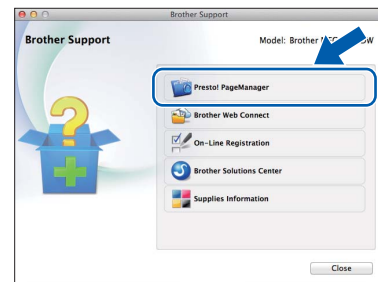 Brother Support
Brother Support
Model: Brother
Presto! PageManager
Brother Web Connect
On-Line Registration
Brother Solutions Center
Supplies Information
Close